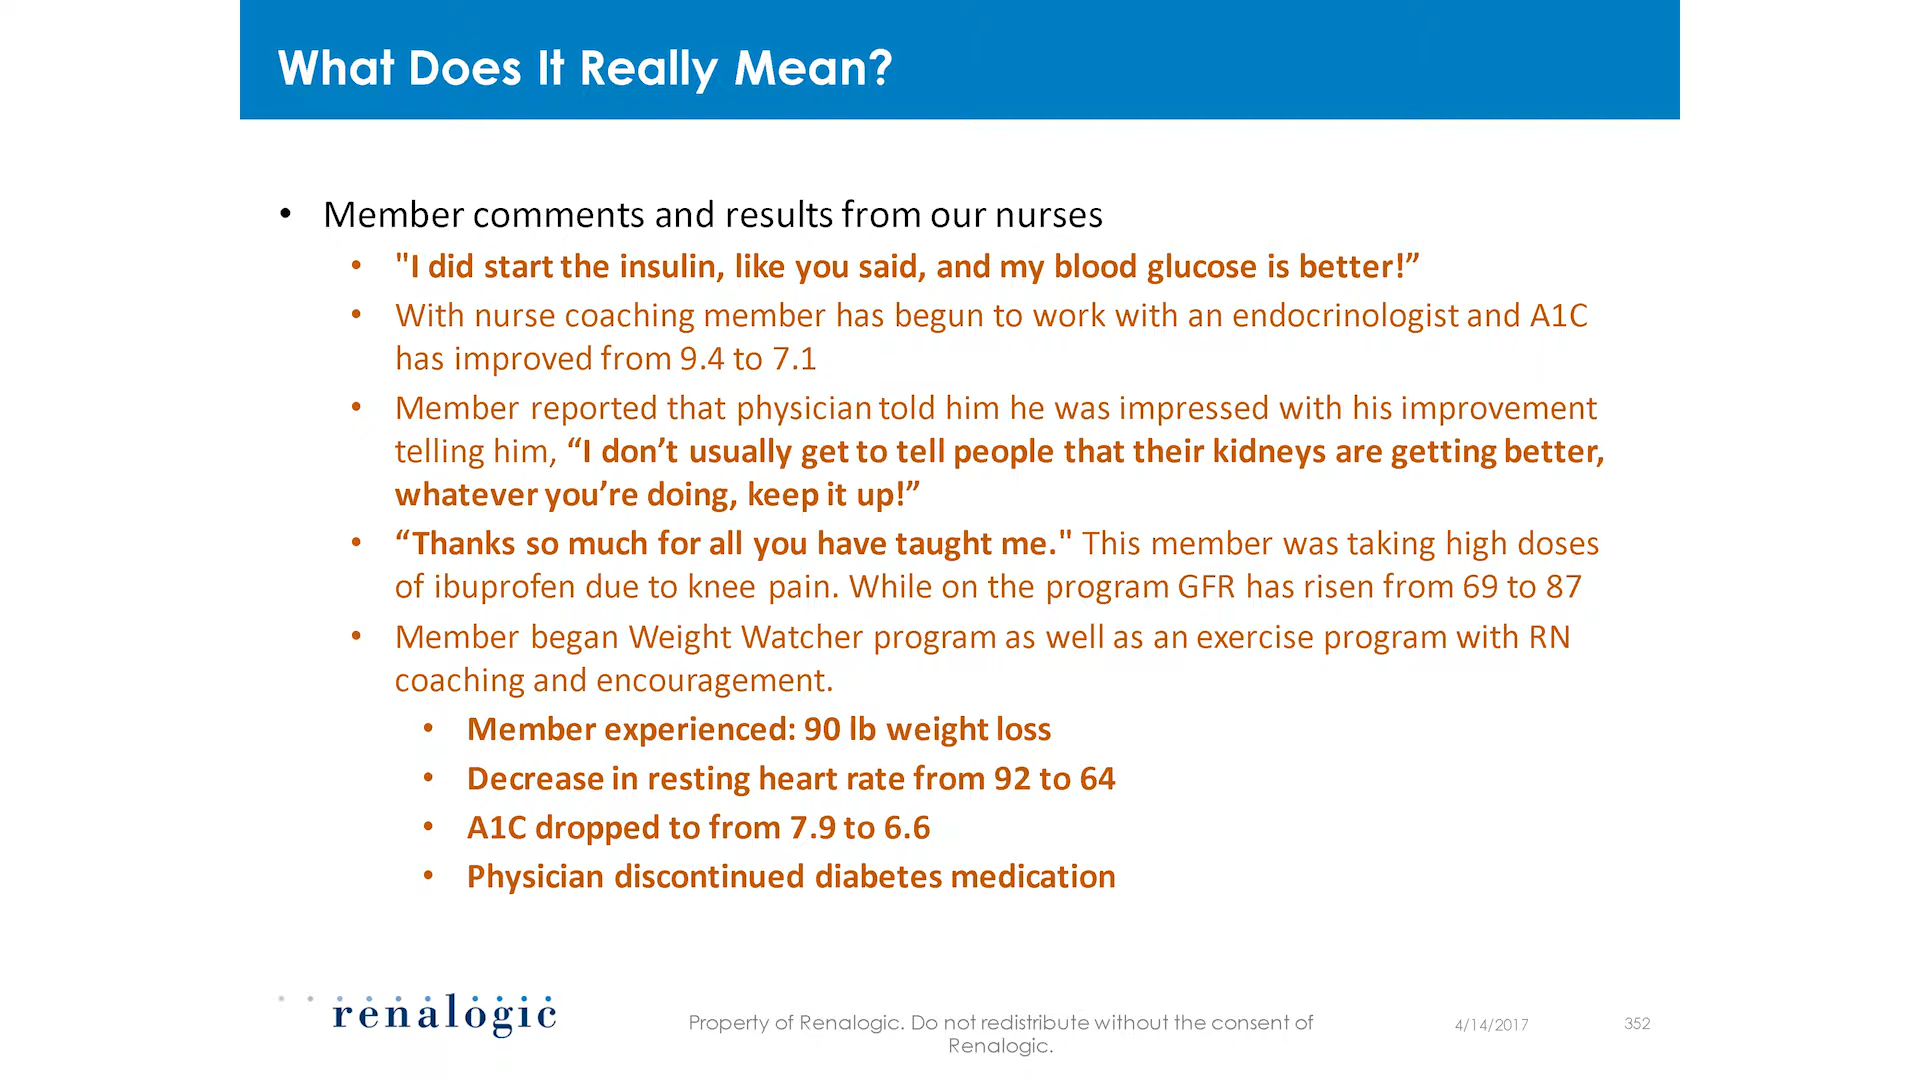 What Does It Really Mean?
• Member comments and results from our nurses
• "I did start the insulin, like you said, and my blood glucose is better!”
• With nurse coaching member has begun to work with an endocrinologist and A1C
has improved from 9.4 to 7.1
• Member reported that physician told him he was impressed with his improvement
telling him, “I don’t usually get to tell people that their kidneys are getting better,
whatever you’re doing, keep it up!”
• “Thanks so much for all you have taught me." This member was taking high doses
of ibuprofen due to knee pain. While on the program GFR has risen from 69 to 87
• Member began Weight Watcher program as well as an exercise program with RN
coaching and encouragement.
• Member experienced: 90 lb weight loss
• Decrease in resting heart rate from 92 to 64
• A1C dropped to from 7.9 to 6.6
• Physician discontinued diabetes medication
renalogic
Property of Renalogic. Do not redistribute without the consent of
Renalogic.
4/14/2017
352